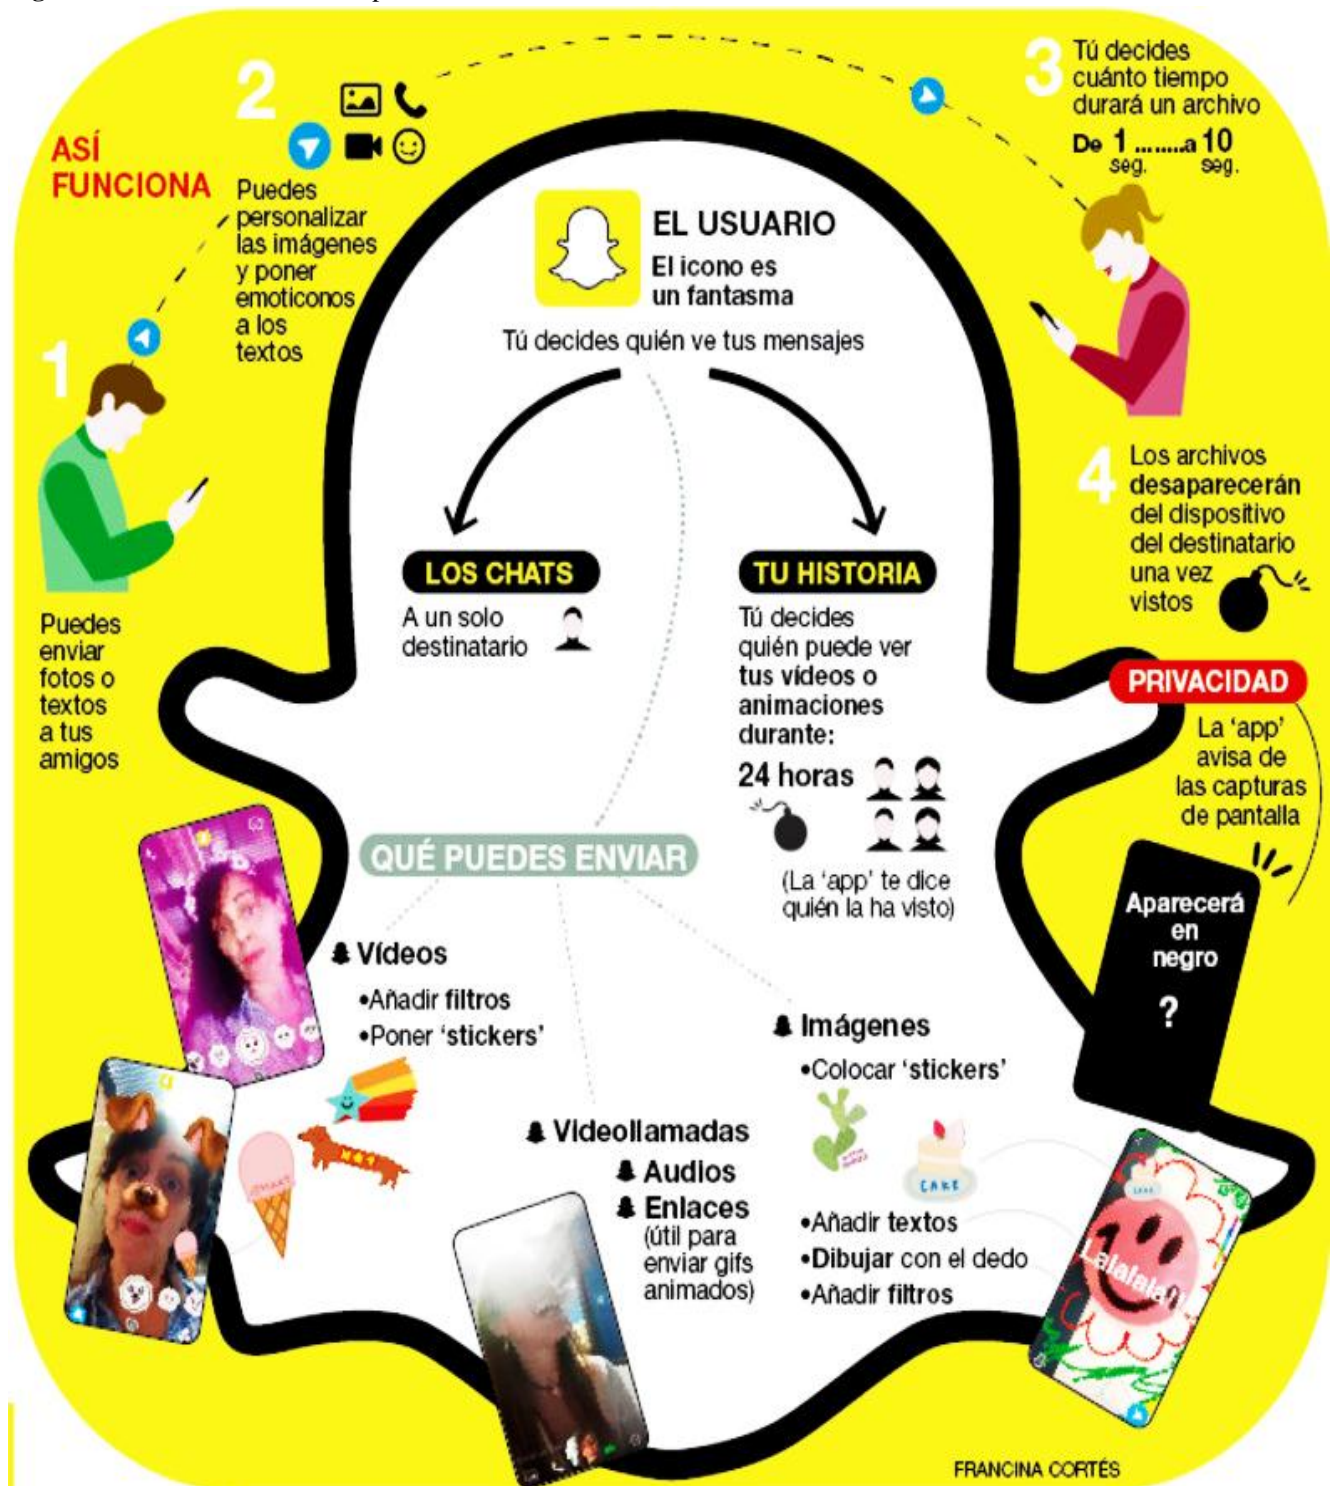 ASÍ
FUNCIONA
1
Puedes
enviar
fotos o
textos
a tus
amigos
2
Puedes
personalizar
las imágenes
y poner
emoticonos
a los
textos
3
Tú decides
cuánto tiempo
durará un archivo
De 1 ........a 10
seg. seg.
4
Los archivos
desaparecerán
del dispositivo
del destinatario
una vez
vistos
EL USUARIO
El icono es
un fantasma
Tú decides quién ve tus mensajes
LOS CHATS
A un solo
destinatario
TU HISTORIA
Tú decides
quién puede ver
tus vídeos o
animaciones
durante:
24 horas
(La ‘app’ te dice
quién la ha visto)
PRIVACIDAD
La ‘app’
avisa de
las capturas
de pantalla
Aparecerá
en
negro
?
QUÉ PUEDES ENVIAR
Vídeos
•Añadir filtros
•Poner ‘stickers’
Videollamadas
Audios
Enlaces
(útil para
enviar gifs
animados)
Imágenes
•Colocar ‘stickers’
CAKE
•Añadir textos
•Dibujar con el dedo
•Añadir filtros
FRANCINA CORTÉS